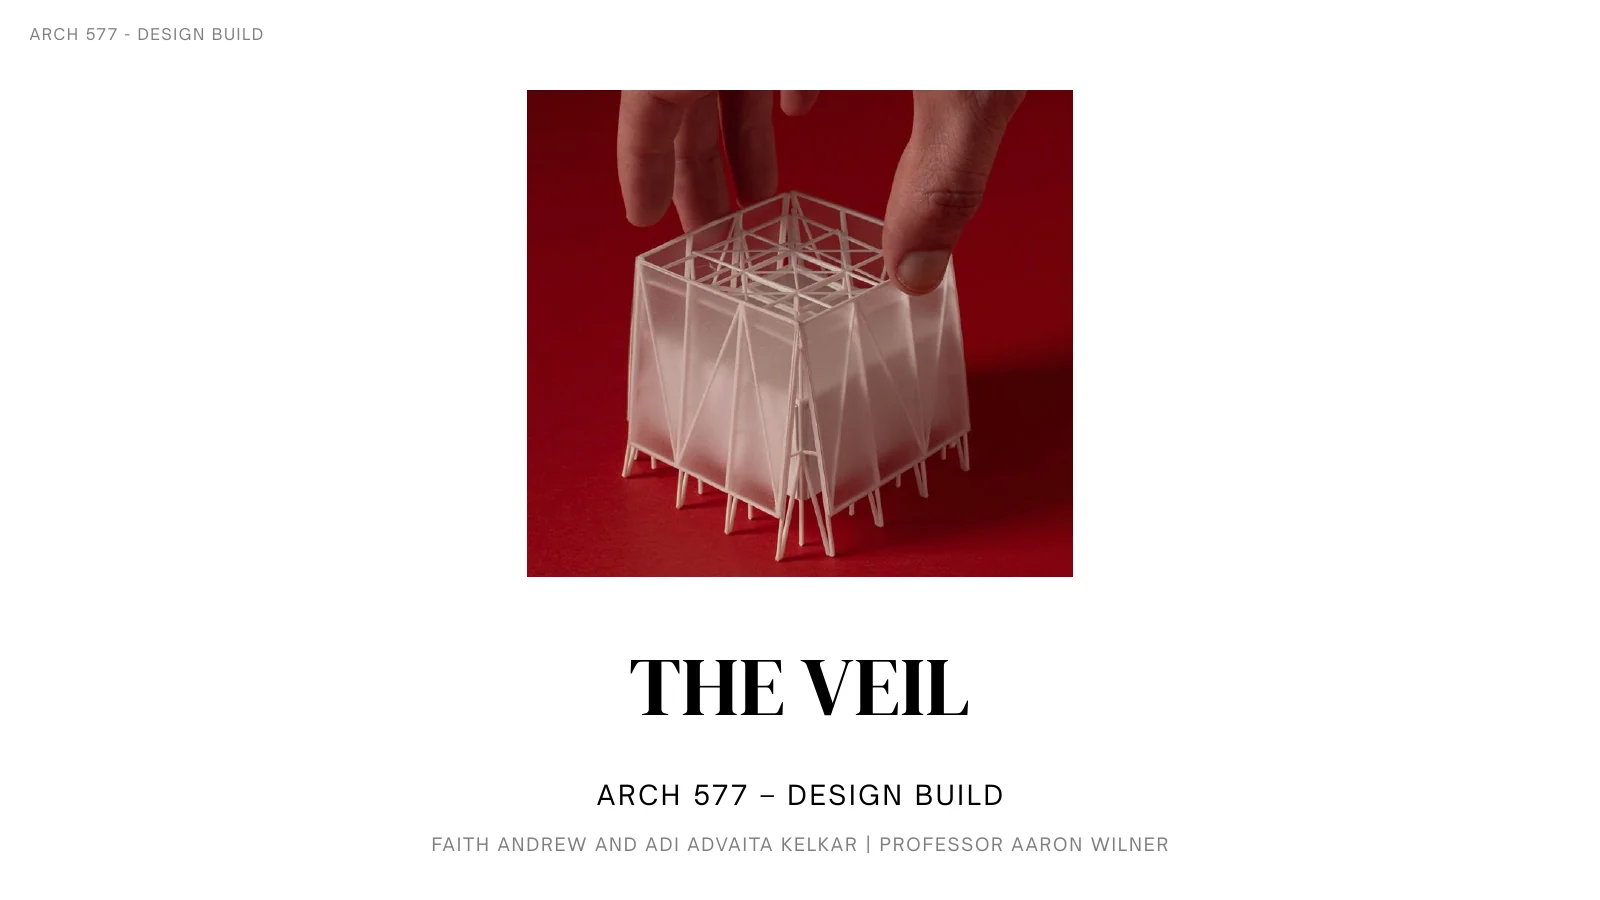 ARCH 577 - DESIGN BUILD
THE VEIL
ARCH 577 – DESIGN BUILD
FAITH ANDREW AND ADI ADVAITA KELKAR | PROFESSOR AARON WILNER